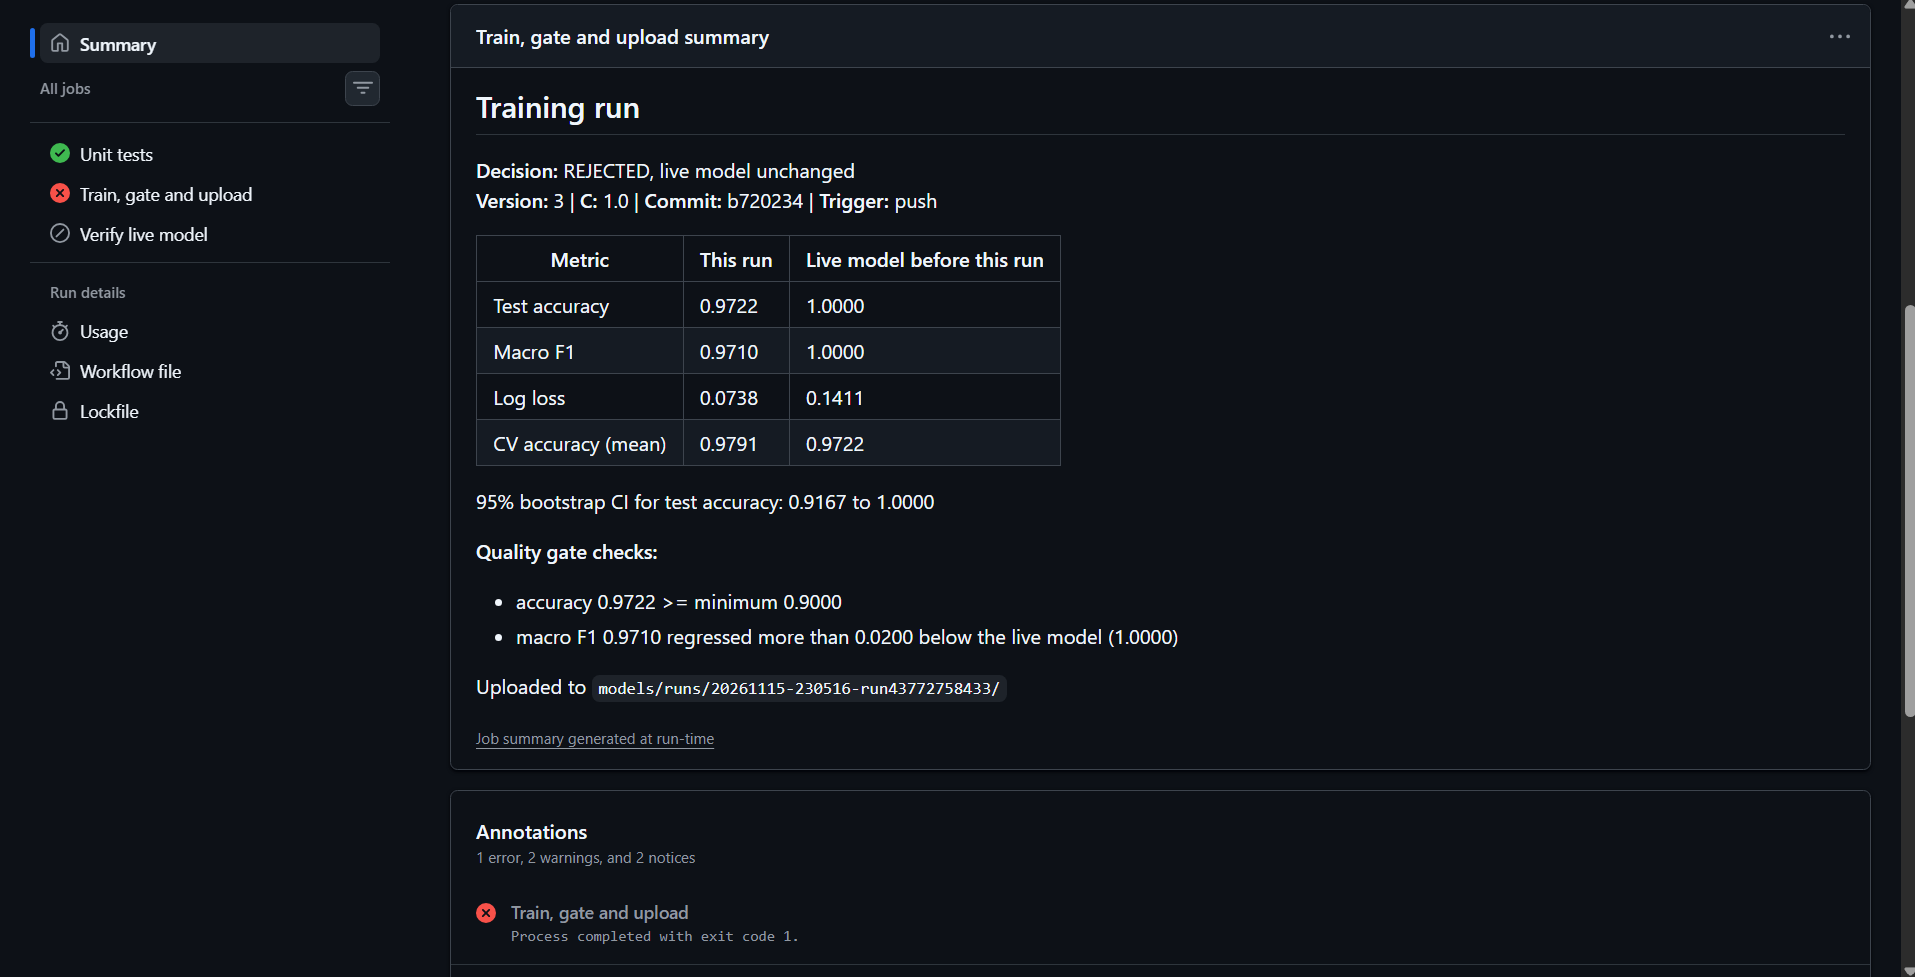 Summary
All jobs
Unit tests
Train, gate and upload
Verify live model
Run details
Usage
Workflow file
Lockfile
Train, gate and upload summary
Training run
Decision: REJECTED, live model unchanged
Version: 3 | C: 1.0 | Commit: b720234 | Trigger: push
Metric This run Live model before this run
Test accuracy 0.9722 1.0000
Macro F1 0.9710 1.0000
Log loss 0.0738 0.1411
CV accuracy (mean) 0.9791 0.9722
95% bootstrap CI for test accuracy: 0.9167 to 1.0000
Quality gate checks:
• accuracy 0.9722 >= minimum 0.9000
• macro F1 0.9710 regressed more than 0.0200 below the live model (1.0000)
Uploaded to models/runs/20261115-230516-run43772758433/
Job summary generated at run-time
Annotations
1 error, 2 warnings, and 2 notices
Train, gate and upload
Process completed with exit code 1.